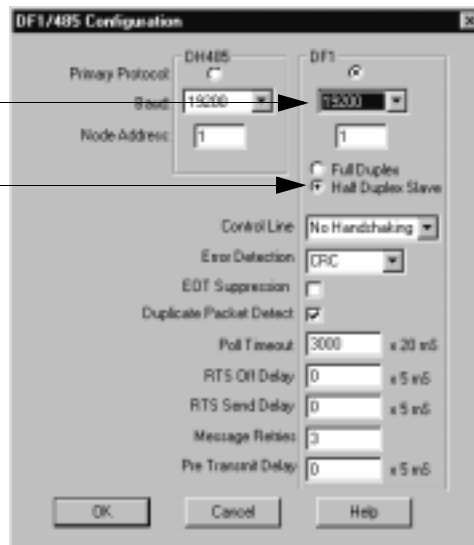 DF1/485 Configuration
DH485 DF1
Primary Protocol:
Baud: 19200 19200
Node Address: 1 1
Full Duplex
Half Duplex Slave
Control Line No Handshaking
Error Detection CRC
EOT Suppression
Duplicate Packet Detect
Poll Timeout 3000 x 20 mS
RTS Off Delay 0 x 5 mS
RTS Send Delay 0 x 5 mS
Message Retries 3
Pre Transmit Delay 0 x 5 mS
OK Cancel Help